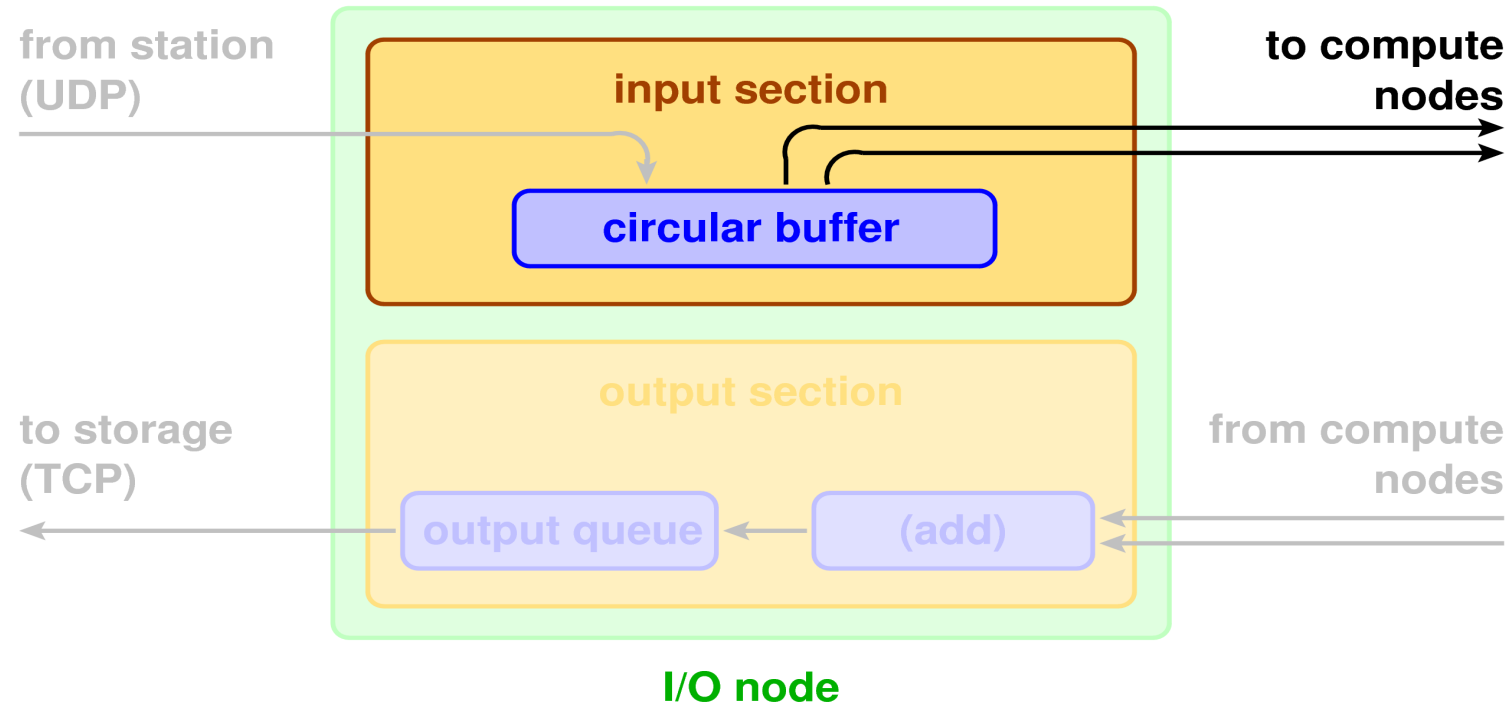 from station
(UDP)
input section
to compute
nodes
circular buffer
output section
to storage
(TCP)
from compute
nodes
output queue
(add)
I/O node